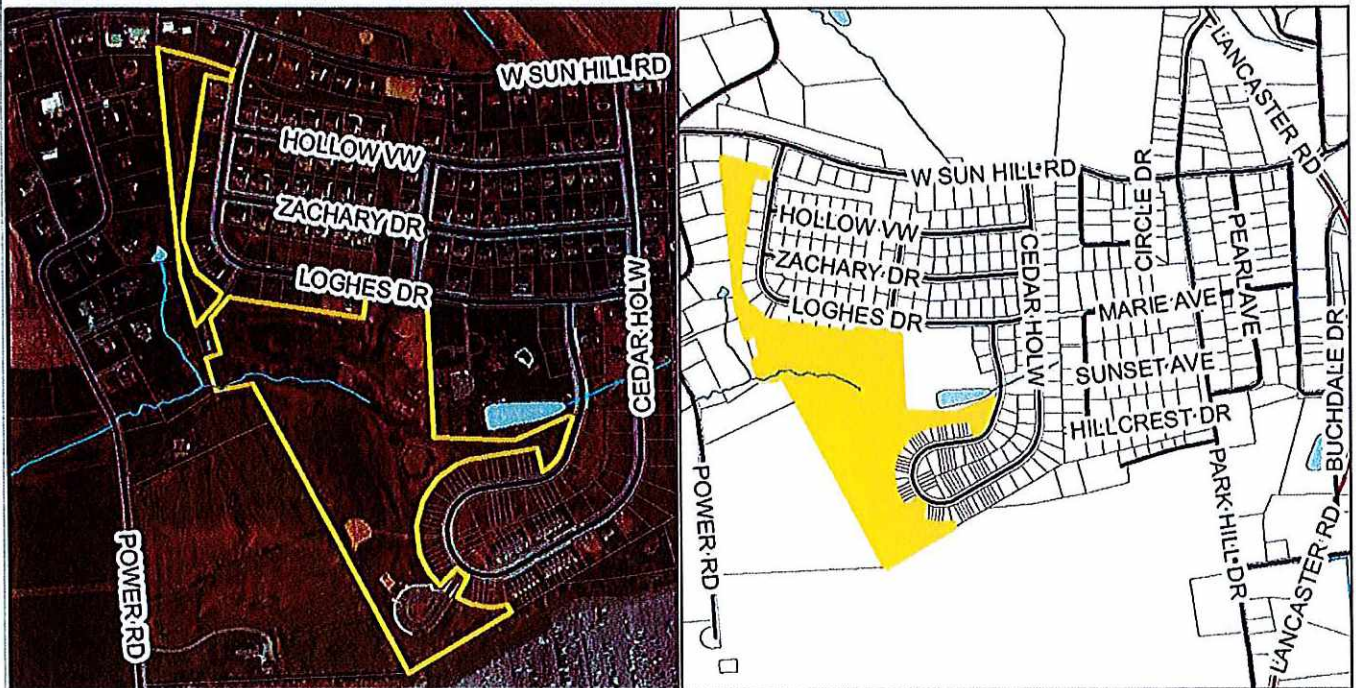 W SUN HILL RD
HOLLOW VW
ZACHARY DR
LOGHES DR
CEDAR HOLW
POWER RD
LANCASTER RD
W SUN HILL RD
CIRCLE DR
HOLLOW VW
PEARL AVE
ZACHARY DR
CEDAR HOLW
LOGHES DR
MARIE AVE
SUNSET AVE
BUCHDALE DR
HILLCREST DR
POWER RD
PARK HILL DR
LANCASTER RD